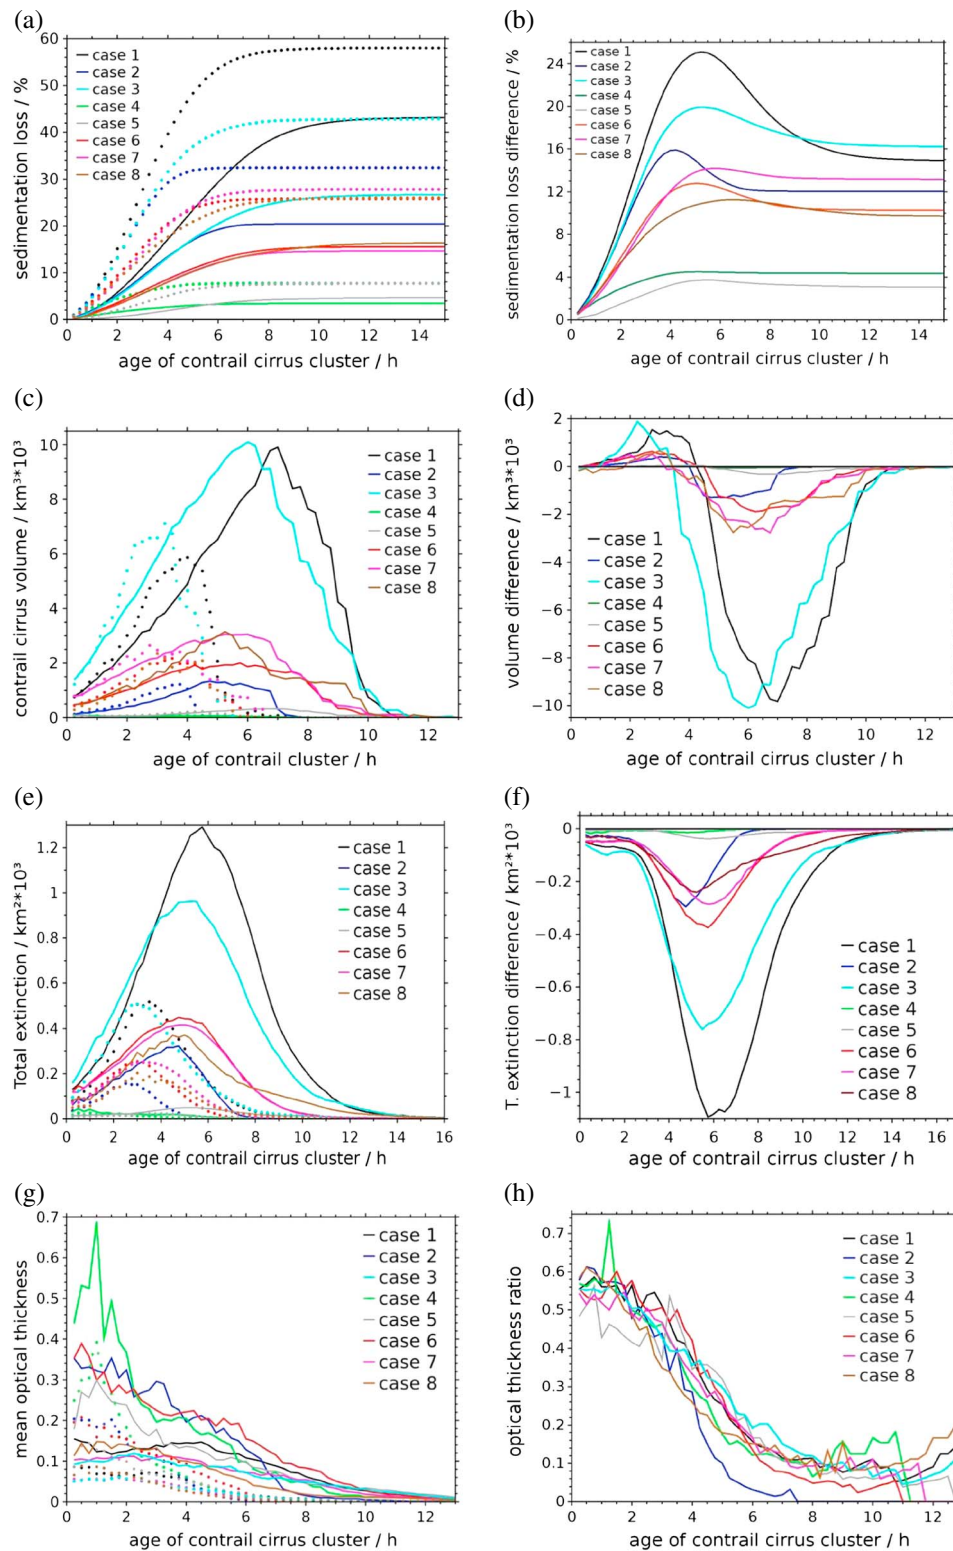 (a)
60
50
40
30
20
10
0
sedimentation loss / %
case 1
case 2
case 3
case 4
case 5
case 6
case 7
case 8
0 2 4 6 8 10 12 14
age of contrail cirrus cluster / h
(b)
24
20
16
12
8
4
0
sedimentation loss difference / %
case 1
case 2
case 3
case 4
case 5
case 6
case 7
case 8
0 2 4 6 8 10 12 14
age of contrail cirrus cluster / h
(c)
10
8
6
4
2
0
contrail cirrus volume / km³*10³
case 1
case 2
case 3
case 4
case 5
case 6
case 7
case 8
0 2 4 6 8 10 12
age of contrail cluster / h
(d)
2
0
−2
−4
−6
−8
−10
volume difference / km³*10³
case 1
case 2
case 3
case 4
case 5
case 6
case 7
case 8
0 2 4 6 8 10 12
age of contrail cirrus cluster / h
(e)
1.2
1
0.8
0.6
0.4
0.2
0
Total extinction / km²*10³
case 1
case 2
case 3
case 4
case 5
case 6
case 7
case 8
0 2 4 6 8 10 12 14 16
age of contrail cirrus cluster / h
(f)
0
−0.2
−0.4
−0.6
−0.8
−1
T. extinction difference / km²*10³
case 1
case 2
case 3
case 4
case 5
case 6
case 7
case 8
0 2 4 6 8 10 12 14 16
age of contrail cirrus cluster / h
(g)
0.7
0.6
0.5
0.4
0.3
0.2
0.1
0
mean optical thickness
case 1
case 2
case 3
case 4
case 5
case 6
case 7
case 8
0 2 4 6 8 10 12
age of contrail cirrus cluster / h
(h)
0.7
0.6
0.5
0.4
0.3
0.2
0.1
0
optical thickness ratio
case 1
case 2
case 3
case 4
case 5
case 6
case 7
case 8
0 2 4 6 8 10 12
age of contrail cirrus cluster / h